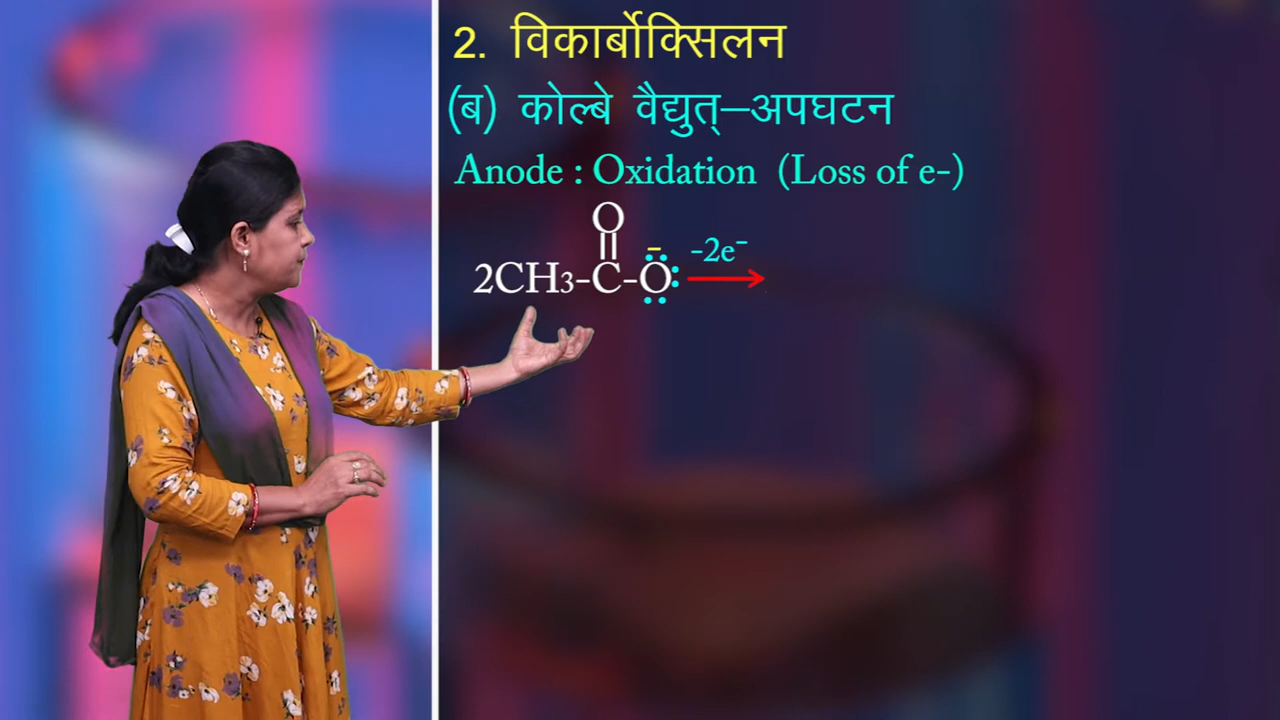 2. विकार्बोक्सिलन
(ब) कोल्बे वैद्युत्–अपघटन
Anode : Oxidation (Loss of e-)
O
||
2CH₃-C-Ö:⁻ -2e⁻ →